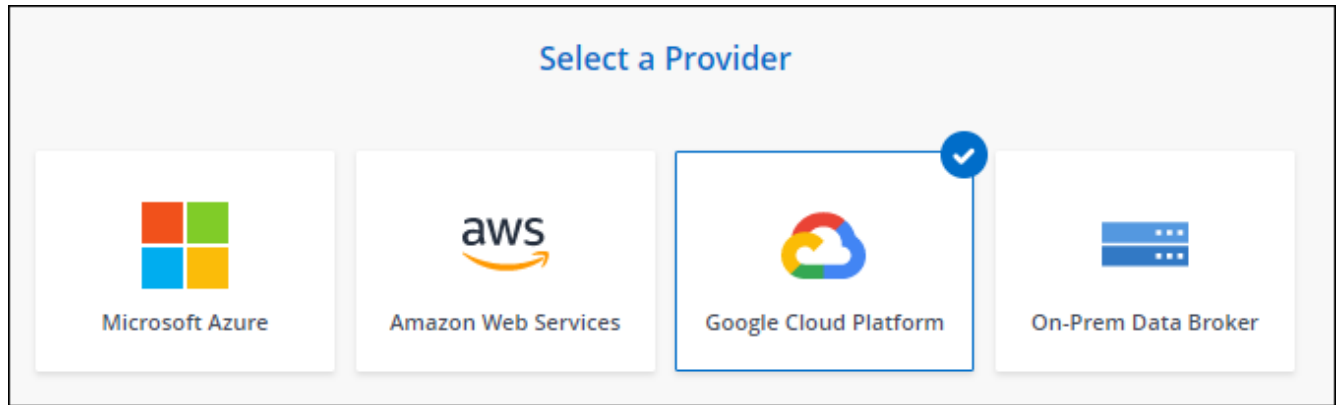 Select a Provider
aws
Microsoft Azure
Amazon Web Services
Google Cloud Platform
On-Prem Data Broker